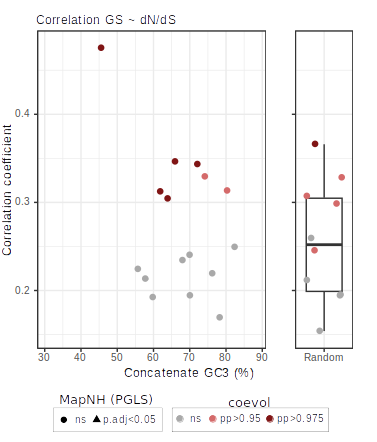 Correlation GS ~ dN/dS
Correlation coefficient
0.4
0.3
0.2
30 40 50 60 70 80 90
Random
Concatenate GC3 (%)
MapNH (PGLS)
ns p.adj<0.05
coevol
ns pp>0.95 pp>0.975